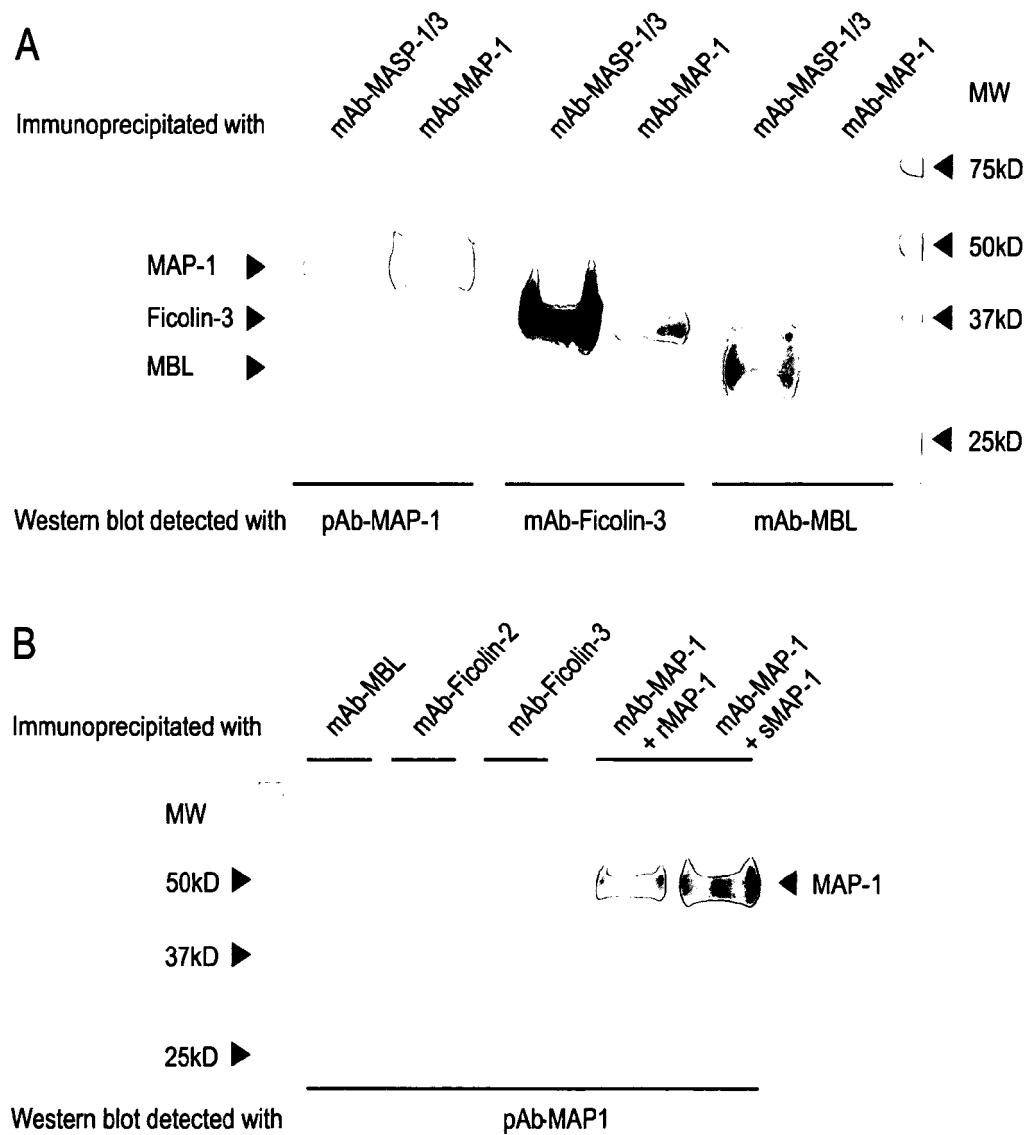 A
Immunoprecipitated with
mAb-MASP-1/3
mAb-MAP-1
mAb-MASP-1/3
mAb-MAP-1
mAb-MASP-1/3
mAb-MAP-1
MW
75kD
50kD
37kD
25kD
MAP-1
Ficolin-3
MBL
Western blot detected with
pAb-MAP-1
mAb-Ficolin-3
mAb-MBL
B
Immunoprecipitated with
mAb-MBL
mAb-Ficolin-2
mAb-Ficolin-3
mAb-MAP-1
+ rMAP-1
mAb-MAP-1
+ sMAP-1
MW
50kD
37kD
25kD
MAP-1
Western blot detected with
pAb-MAP1